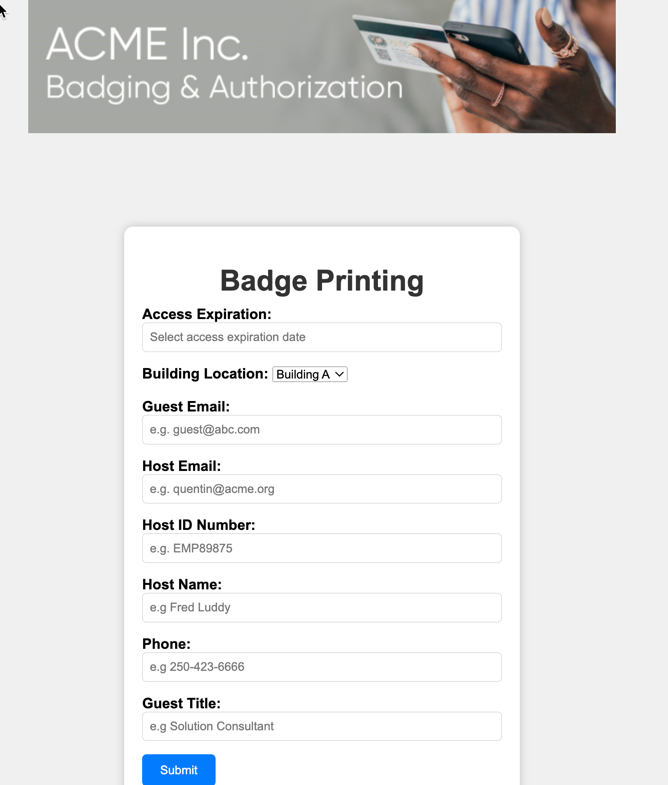 ACME Inc.
Badging & Authorization
Badge Printing
Access Expiration:
Select access expiration date
Building Location: Building A
Guest Email:
e.g. guest@abc.com
Host Email:
e.g. quentin@acme.org
Host ID Number:
e.g. EMP89875
Host Name:
e.g Fred Luddy
Phone:
e.g 250-423-6666
Guest Title:
e.g Solution Consultant
Submit